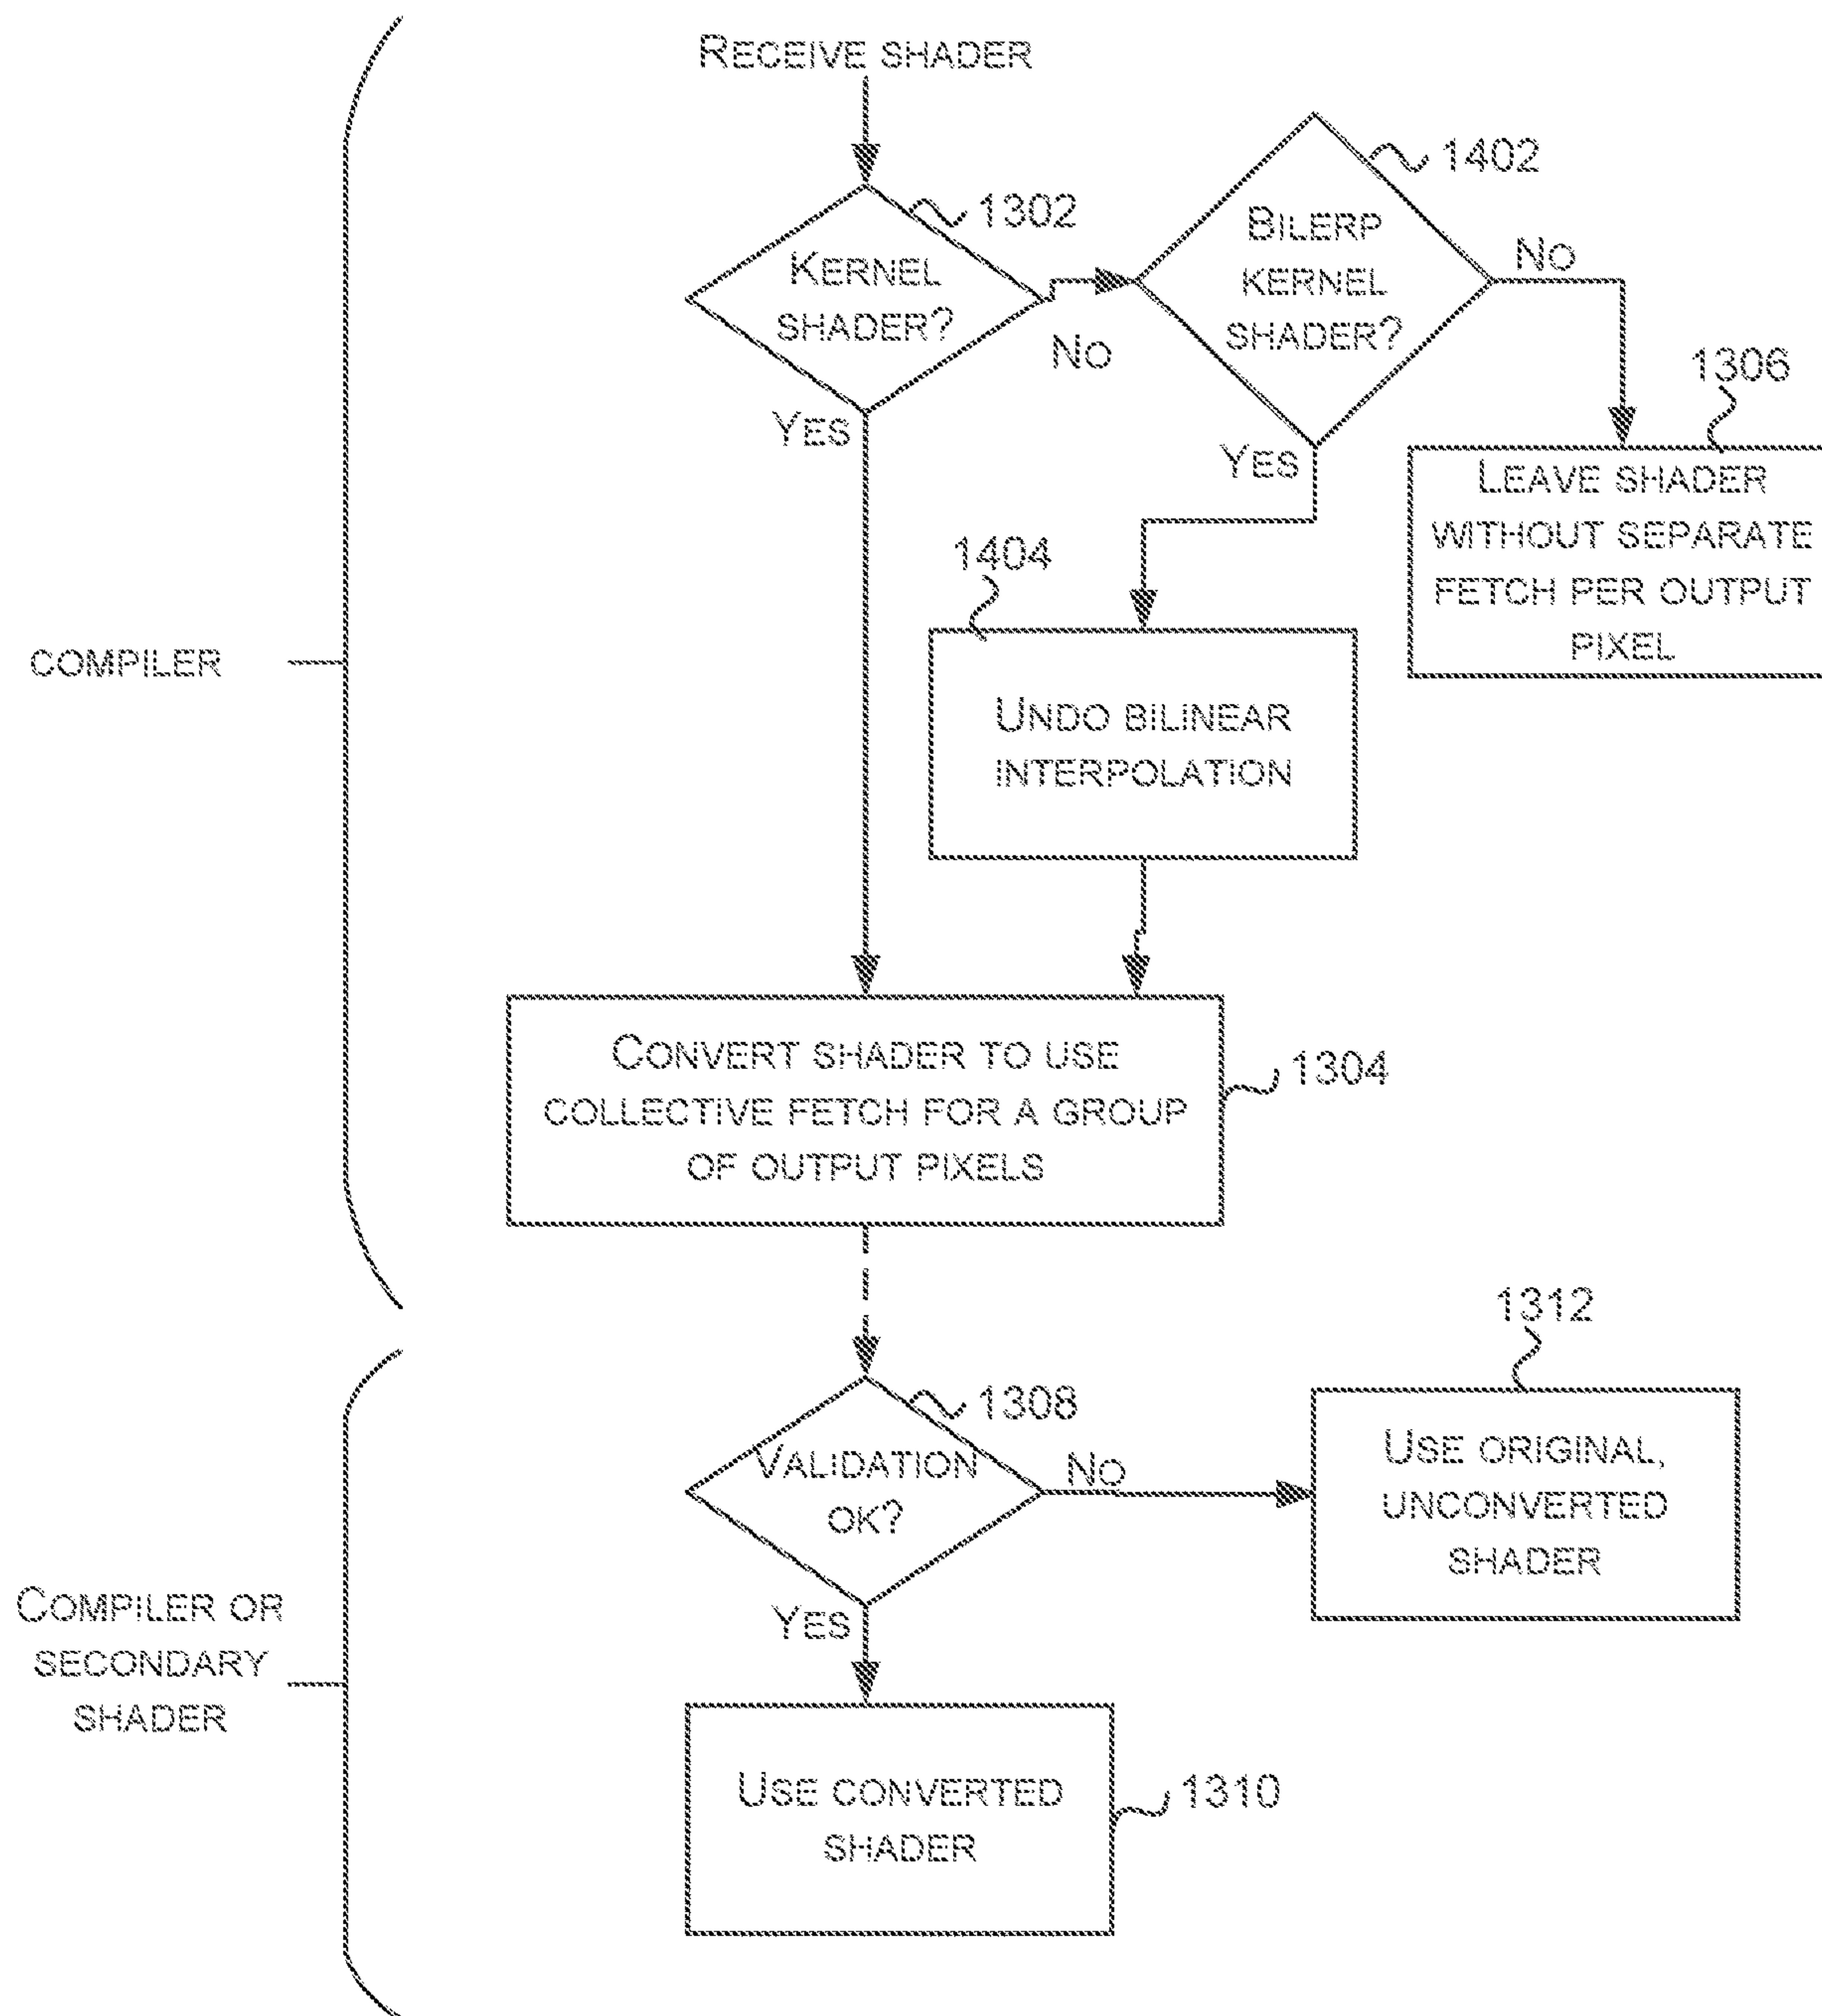 RECEIVE SHADER
1402
1302
BILERP
KERNEL
SHADER?
NO
KERNEL
SHADER?
NO
1306
YES
YES
LEAVE SHADER
WITHOUT SEPARATE
FETCH PER OUTPUT
PIXEL
1404
COMPILER
UNDO BILINEAR
INTERPOLATION
CONVERT SHADER TO USE
COLLECTIVE FETCH FOR A GROUP
OF OUTPUT PIXELS
1304
1312
1308
VALIDATION
OK?
NO
USE ORIGINAL,
UNCONVERTED
SHADER
YES
COMPILER OR
SECONDARY
SHADER
USE CONVERTED
SHADER
1310